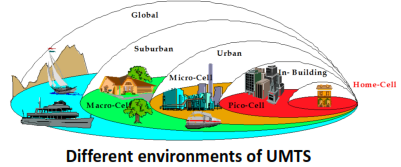 Global
Suburban
Urban
In- Building
Micro-Cell
Home-Cell
Macro-Cell
Pico-Cell
Different environments of UMTS